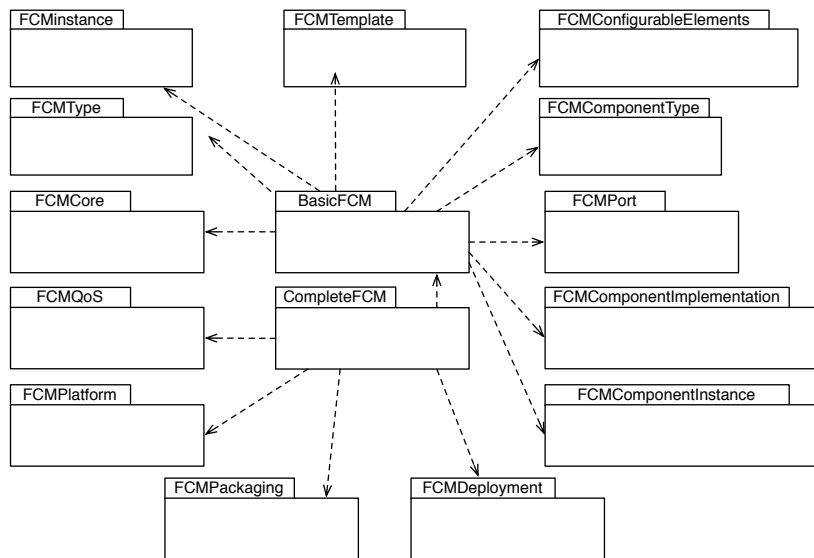 FCMinstance
FCMTemplate
FCMConfigurableElements
FCMType
FCMComponentType
FCMCore
BasicFCM
FCMPort
FCMQoS
CompleteFCM
FCMComponentImplementation
FCMPlatform
FCMComponentInstance
FCMPackaging
FCMDeployment